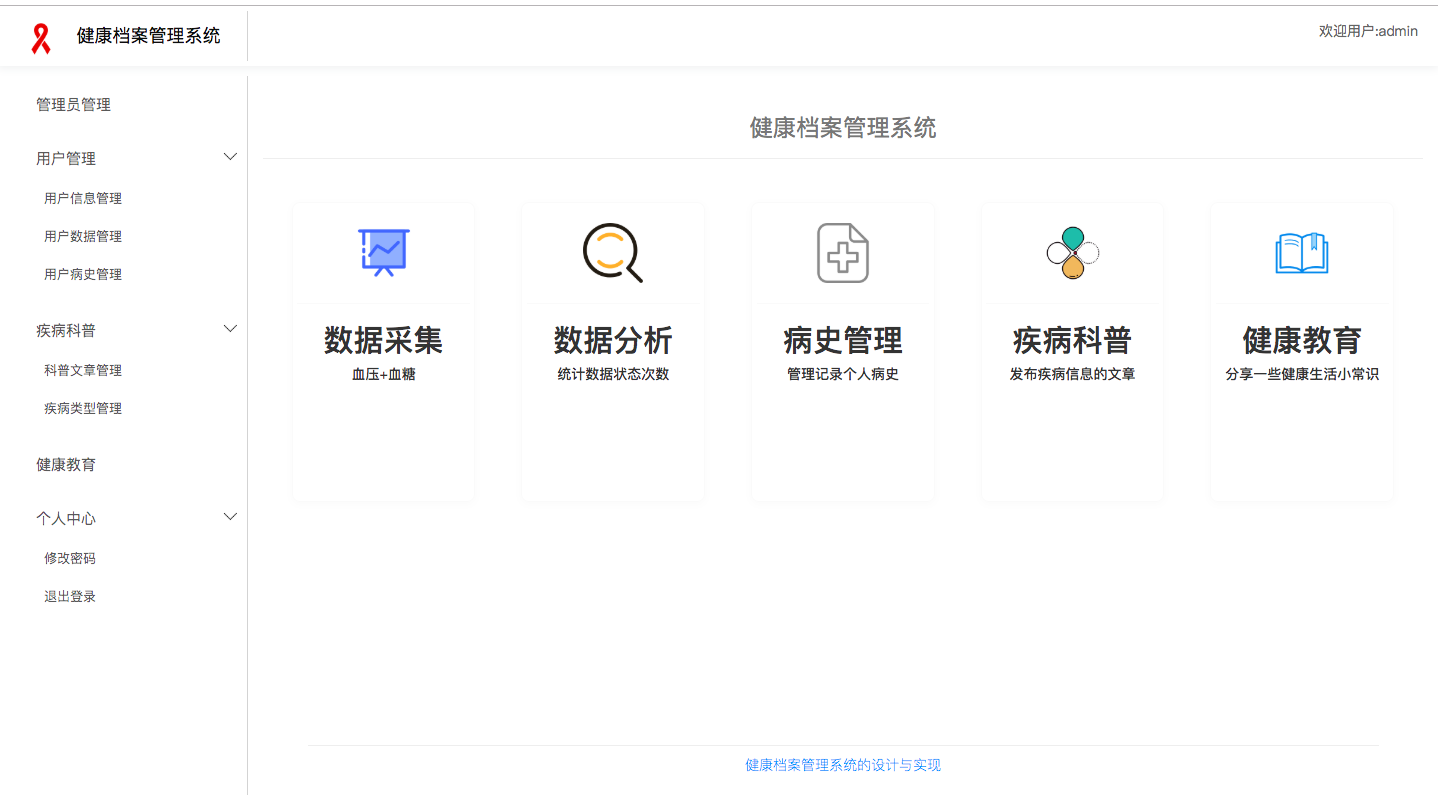 健康档案管理系统
欢迎用户:admin
管理员管理
用户管理
用户信息管理
用户数据管理
用户病史管理
疾病科普
科普文章管理
疾病类型管理
健康教育
个人中心
修改密码
退出登录
健康档案管理系统
数据采集
血压+血糖
数据分析
统计数据状态次数
病史管理
管理记录个人病史
疾病科普
发布疾病信息的文章
健康教育
分享一些健康生活小常识
健康档案管理系统的设计与实现